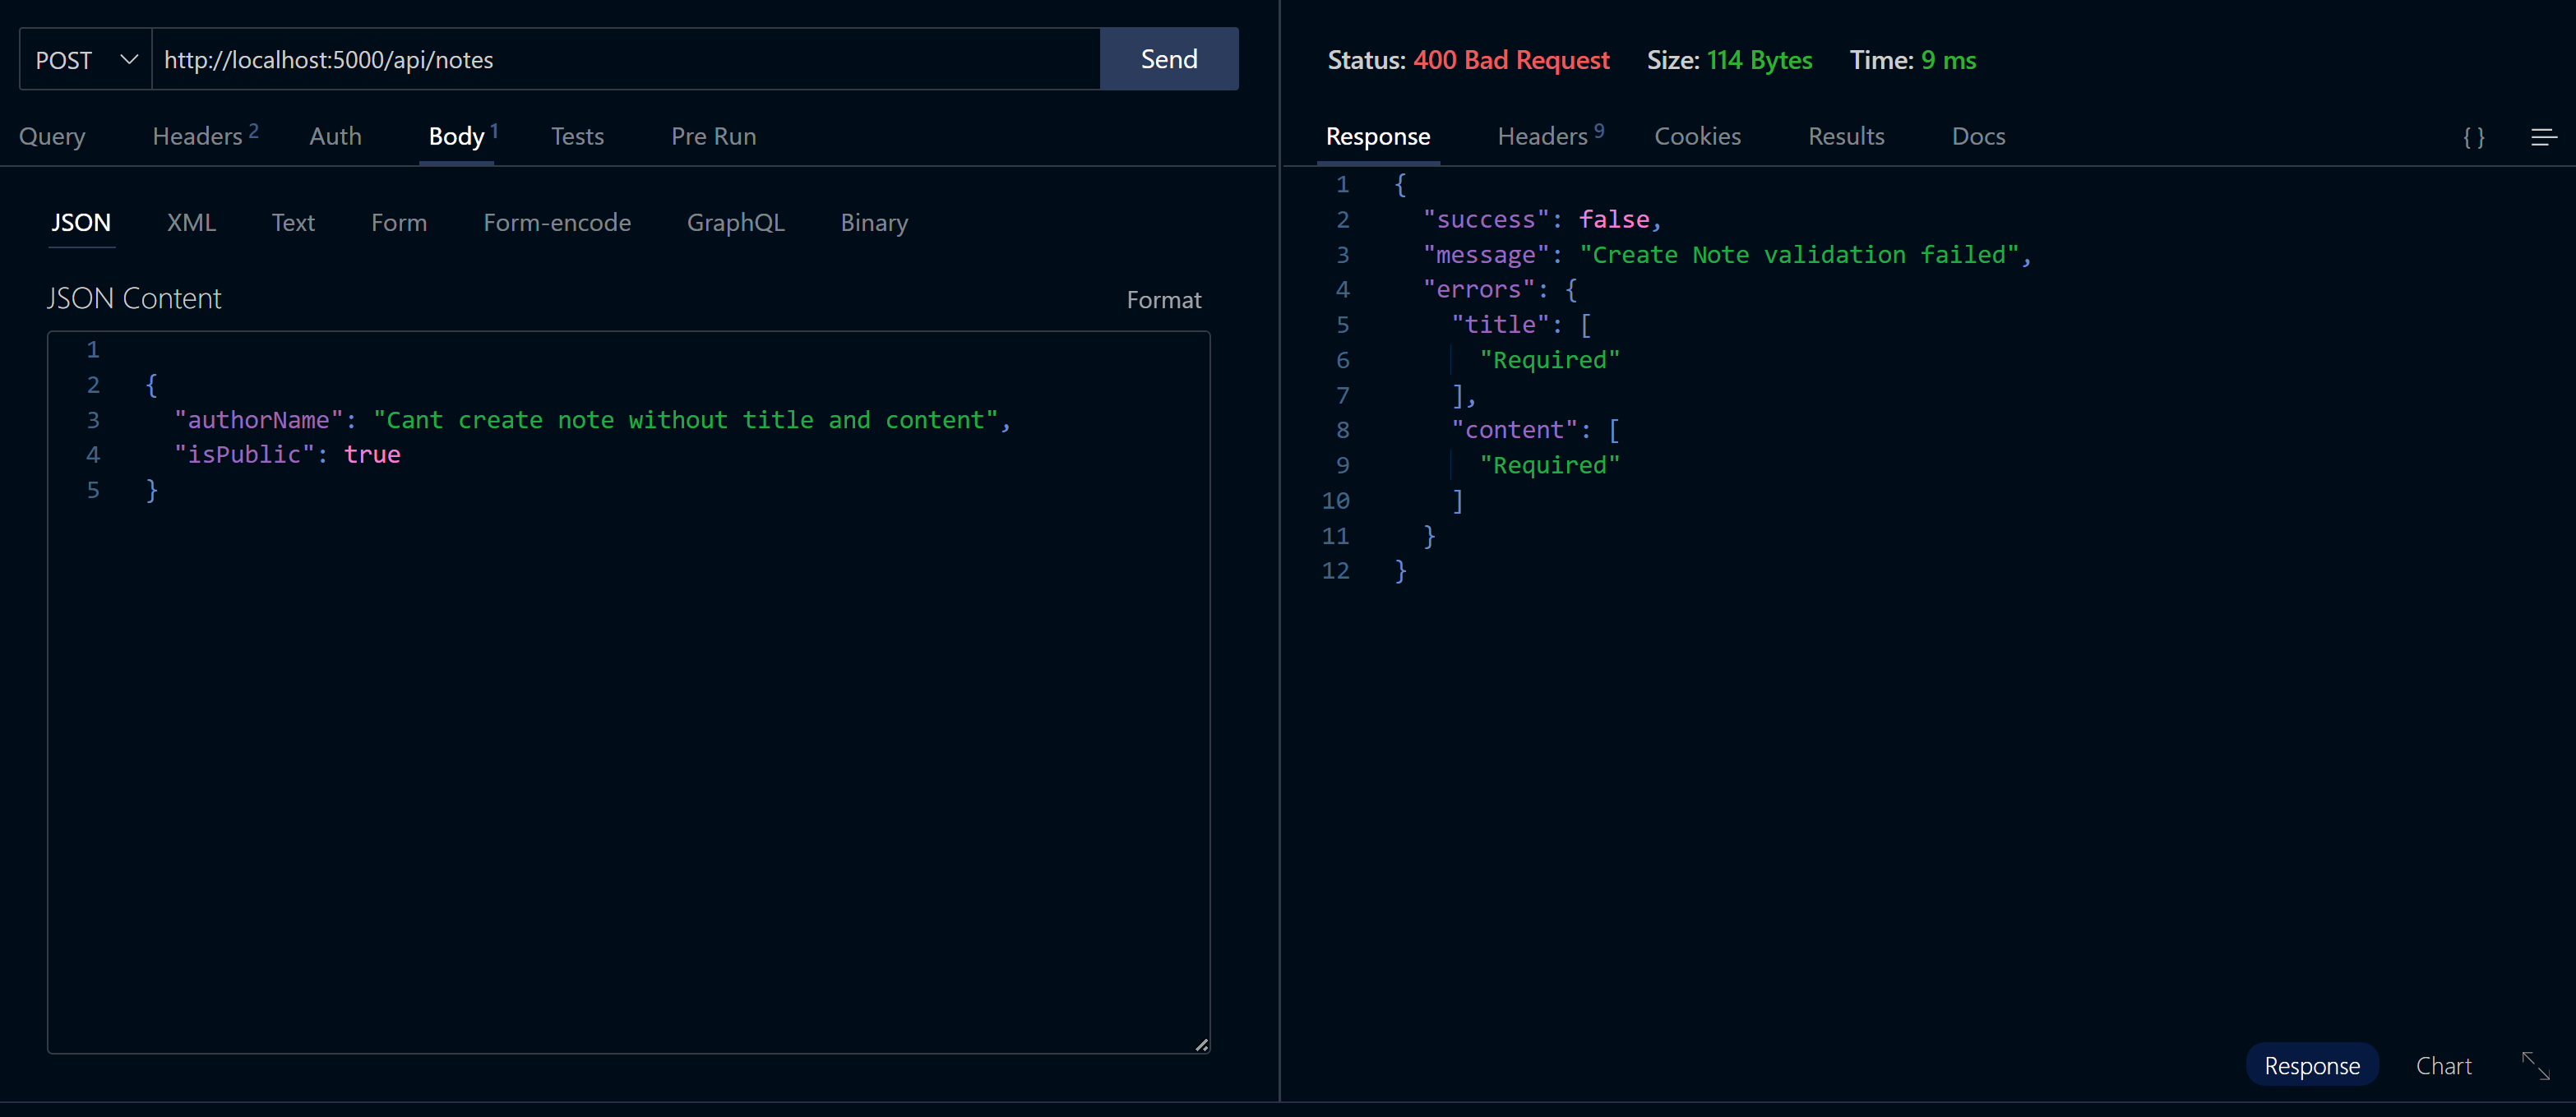 POST http://localhost:5000/api/notes Send
Query Headers 2 Auth Body 1 Tests Pre Run
JSON XML Text Form Form-encode GraphQL Binary
JSON Content Format
1
2 {
3 "authorName": "Cant create note without title and content",
4 "isPublic": true
5 }
Status: 400 Bad Request Size: 114 Bytes Time: 9 ms
Response Headers 9 Cookies Results Docs { }
1 {
2 "success": false,
3 "message": "Create Note validation failed",
4 "errors": {
5 "title": [
6 "Required"
7 ],
8 "content": [
9 "Required"
10 ]
11 }
12 }
Response Chart